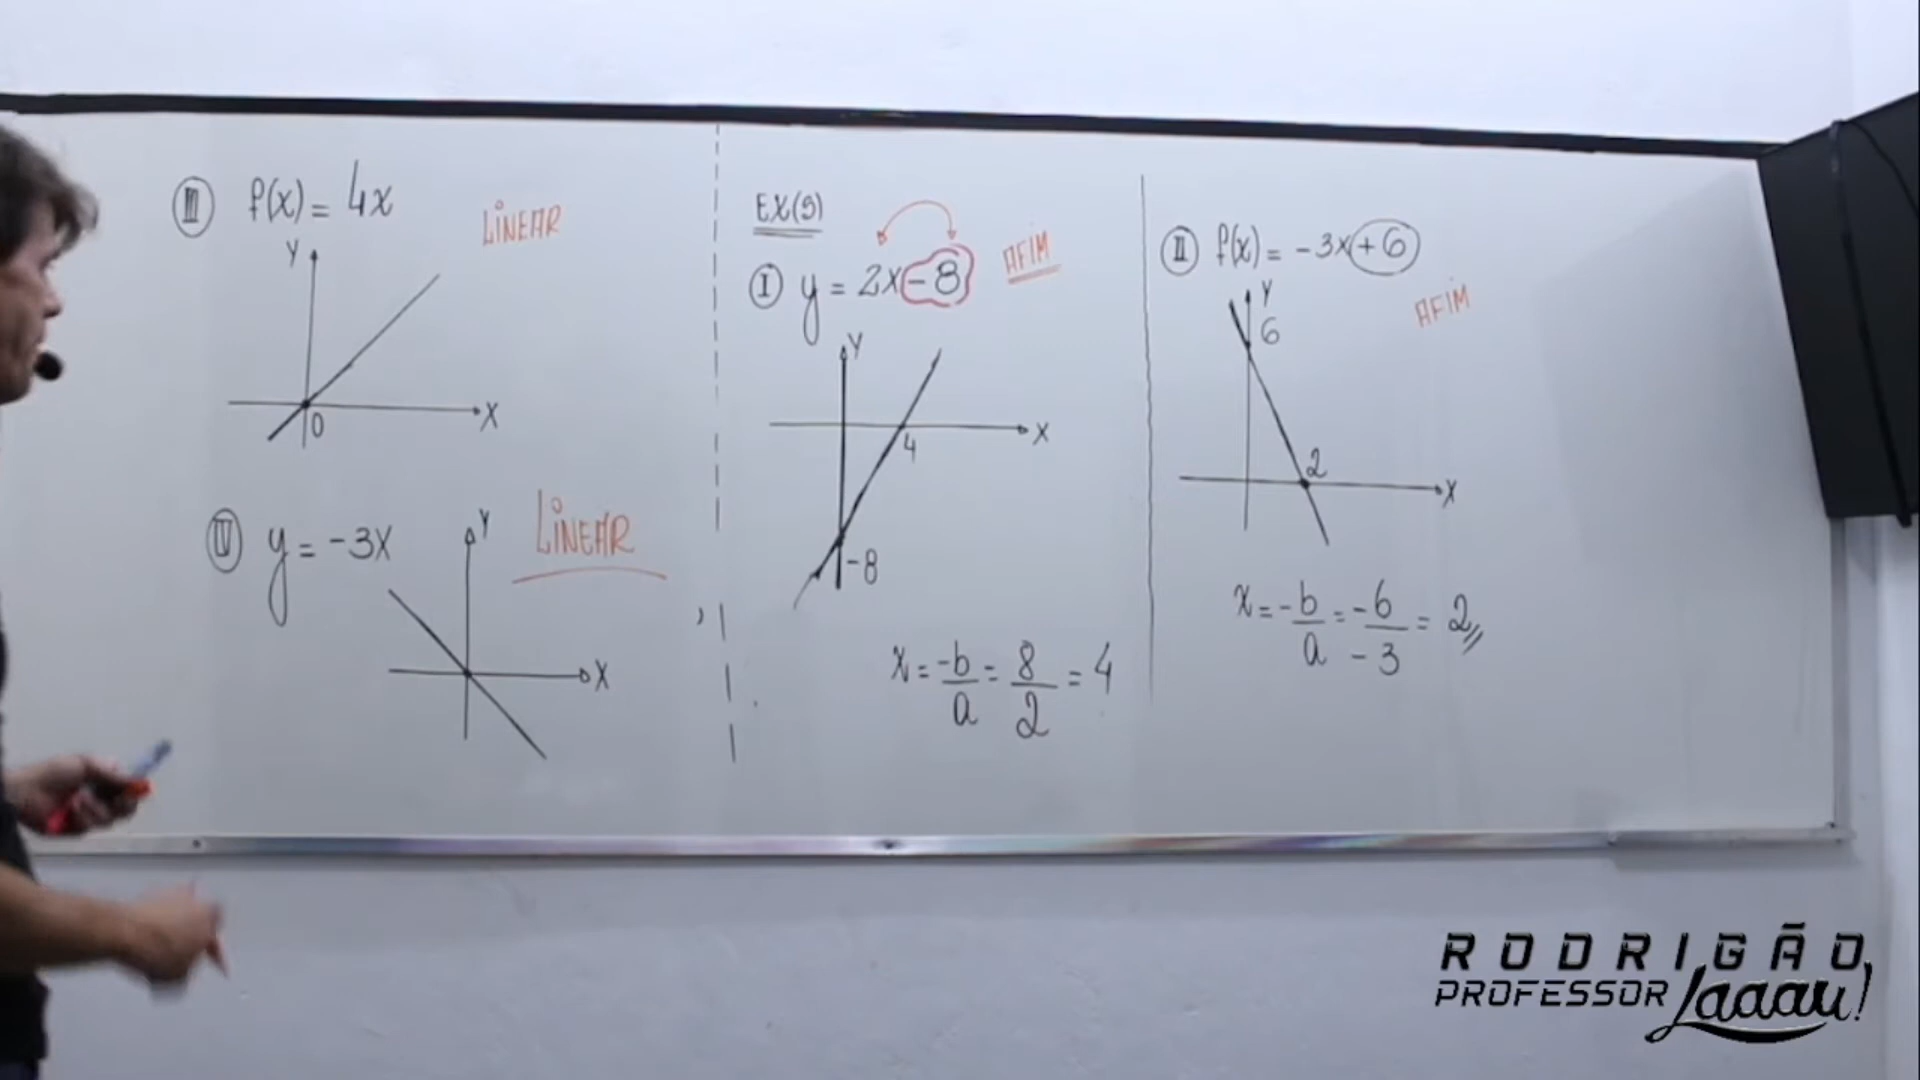 III f(x) = 4x
LINEAR
Y
X
0
IV y = -3x
LINEAR
Y
X
EX(S)
I y = 2x - 8
AFIM
Y
X
4
-8
x = -b/a = 8/2 = 4
II f(x) = -3x + 6
AFIM
Y
6
2
X
x = -b/a = -6/-3 = 2
RODRIGÃO
PROFESSOR Laaau!